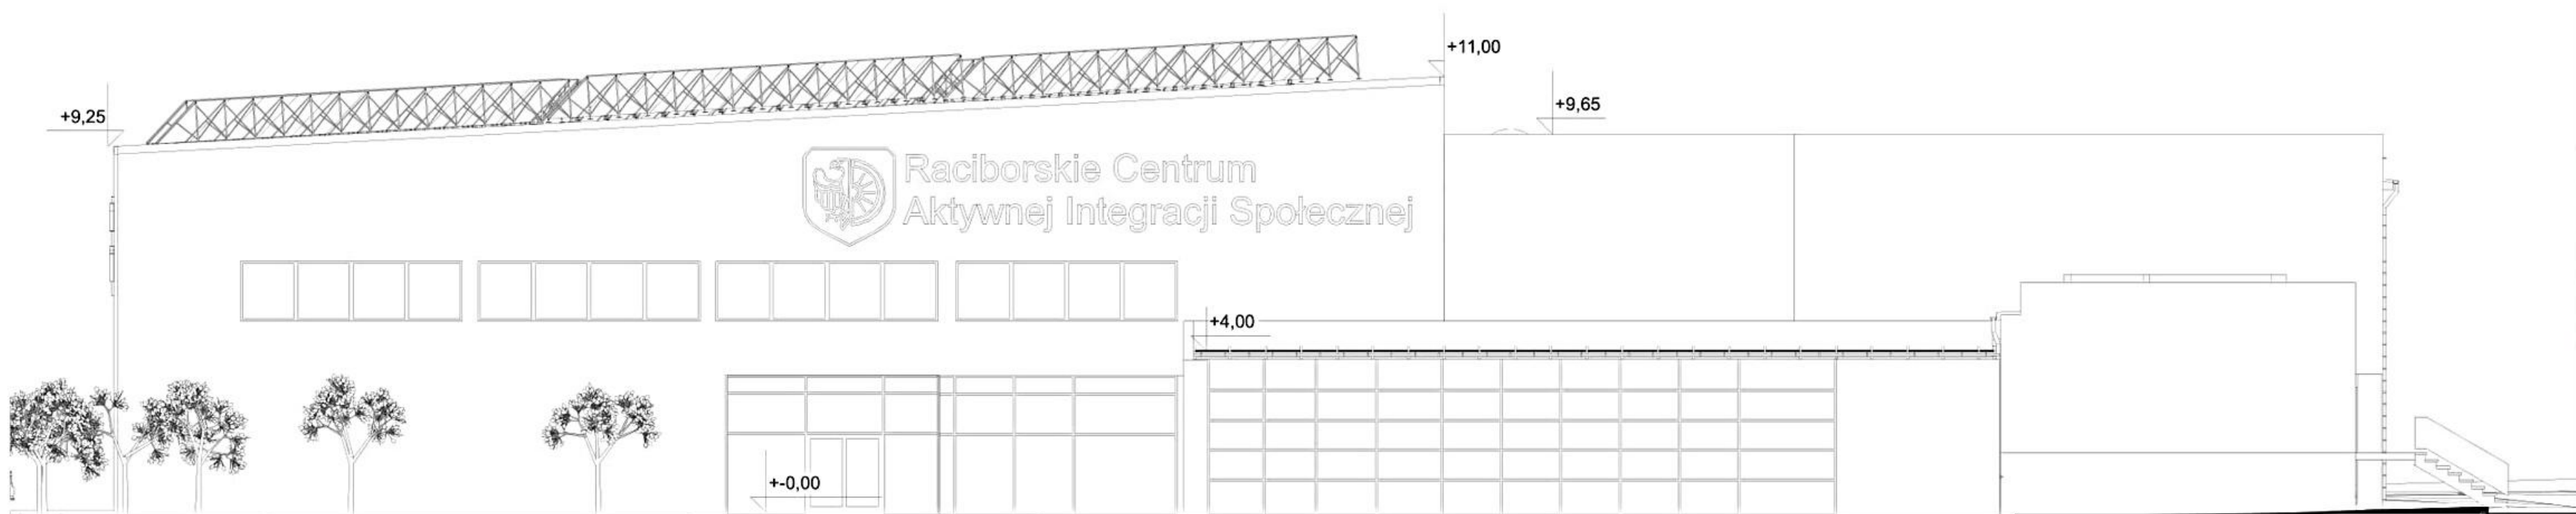 +11,00
+9,65
+9,25
Raciborskie Centrum
Aktywnej Integracji Społecznej
+4,00
+-0,00